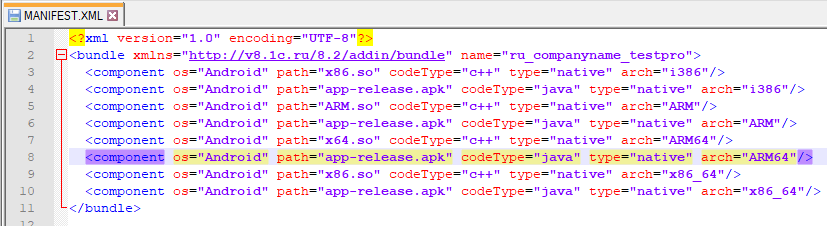 MANIFEST.XML
1 <?xml version="1.0" encoding="UTF-8"?>
2 <bundle xmlns="http://v8.1c.ru/8.2/addin/bundle" name="ru_companyname_testpro">
3 <component os="Android" path="x86.so" codeType="c++" type="native" arch="i386"/>
4 <component os="Android" path="app-release.apk" codeType="java" type="native" arch="i386"/>
5 <component os="Android" path="ARM.so" codeType="c++" type="native" arch="ARM"/>
6 <component os="Android" path="app-release.apk" codeType="java" type="native" arch="ARM"/>
7 <component os="Android" path="x64.so" codeType="c++" type="native" arch="ARM64"/>
8 <component os="Android" path="app-release.apk" codeType="java" type="native" arch="ARM64"/>
9 <component os="Android" path="x86.so" codeType="c++" type="native" arch="x86_64"/>
10 <component os="Android" path="app-release.apk" codeType="java" type="native" arch="x86_64"/>
11 </bundle>
12